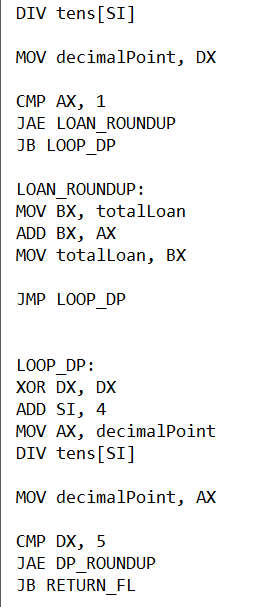 DIV tens[SI]
MOV decimalPoint, DX
CMP AX, 1
JAE LOAN_ROUNDUP
JB LOOP_DP
LOAN_ROUNDUP:
MOV BX, totalLoan
ADD BX, AX
MOV totalLoan, BX
JMP LOOP_DP
LOOP_DP:
XOR DX, DX
ADD SI, 4
MOV AX, decimalPoint
DIV tens[SI]
MOV decimalPoint, AX
CMP DX, 5
JAE DP_ROUNDUP
JB RETURN_FL